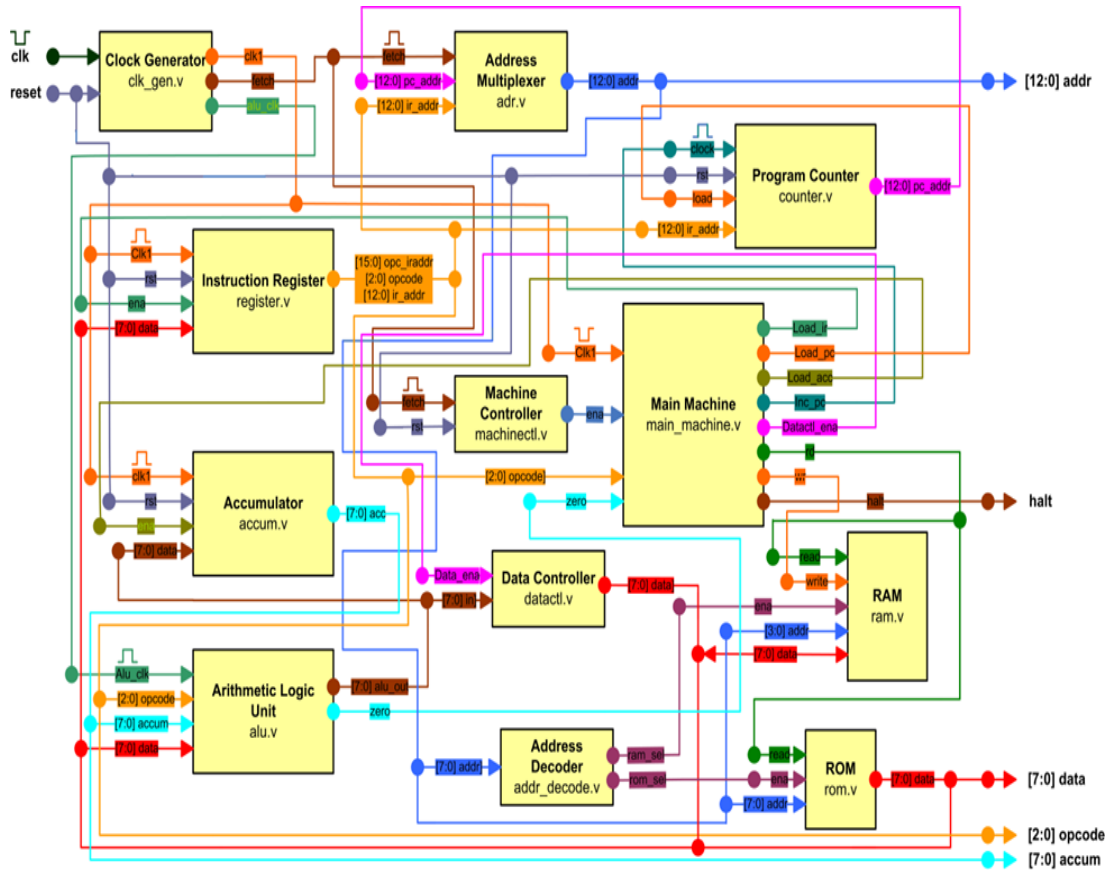 clk
reset
Clock Generator
clk_gen.v
clk1
fetch
alu_clk
fetch
[12:0] pc_addr
[12:0] ir_addr
Address
Multiplexer
adr.v
[12:0] addr
[12:0] addr
clock
rst
load
[12:0] ir_addr
Program Counter
counter.v
[12:0] pc_addr
Clk1
rst
ena
[7:0] data
Instruction Register
register.v
[15:0] opc_iraddr
[2:0] opcode
[12:0] ir_addr
Clk1
fetch
rst
Machine
Controller
machinectl.v
ena
[2:0] opcode]
zero
Main Machine
main_machine.v
Load_ir
Load_pc
Load_acc
Inc_pc
Datactl_ena
rd
wr
halt
halt
clk1
rst
ena
[7:0] data
Accumulator
accum.v
[7:0] acc
Data_ena
[7:0] in
Data Controller
datactl.v
[7:0] data
read
write
ena
[3:0] addr
[7:0] data
RAM
ram.v
Alu_clk
[2:0] opcode
[7:0] accum
[7:0] data
Arithmetic Logic
Unit
alu.v
[7:0] alu_out
zero
[7:0] addr
Address
Decoder
addr_decode.v
ram_sel
rom_sel
read
ena
[7:0] addr
ROM
rom.v
[7:0] data
[7:0] data
[2:0] opcode
[7:0] accum